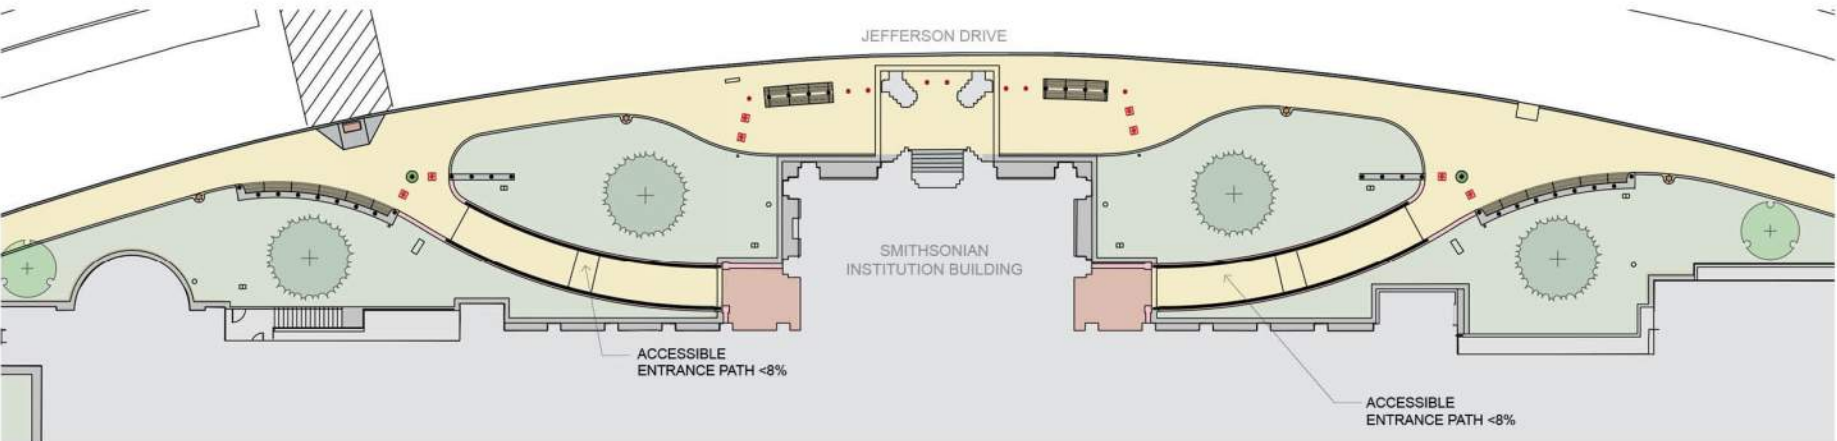 JEFFERSON DRIVE
SMITHSONIAN
INSTITUTION BUILDING
ACCESSIBLE
ENTRANCE PATH <8%
ACCESSIBLE
ENTRANCE PATH <8%